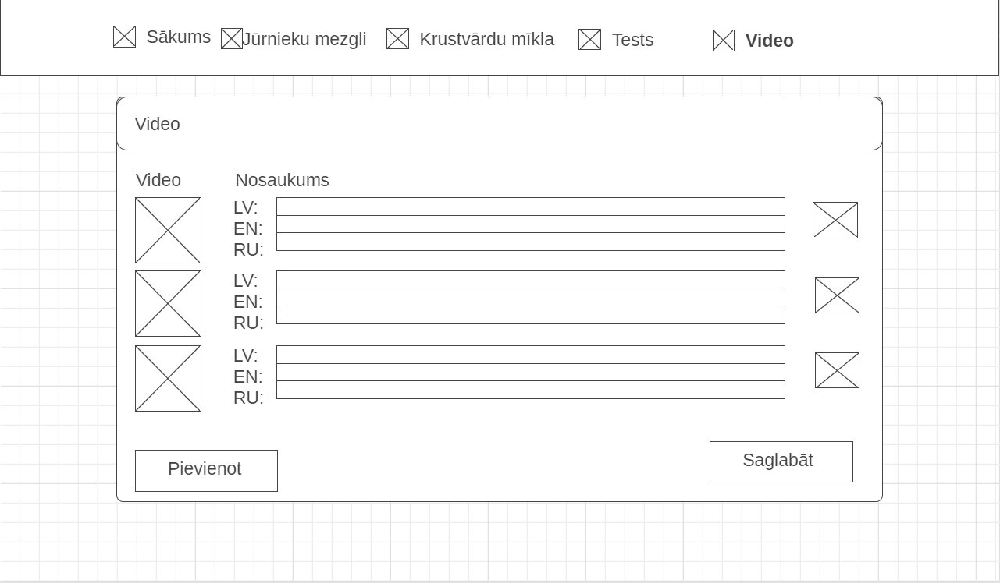 Sākums Jūrnieku mezgli Krustvārdu mīkla Tests Video
Video
Video Nosaukums
LV:
EN:
RU:
LV:
EN:
RU:
LV:
EN:
RU:
Pievienot Saglabāt